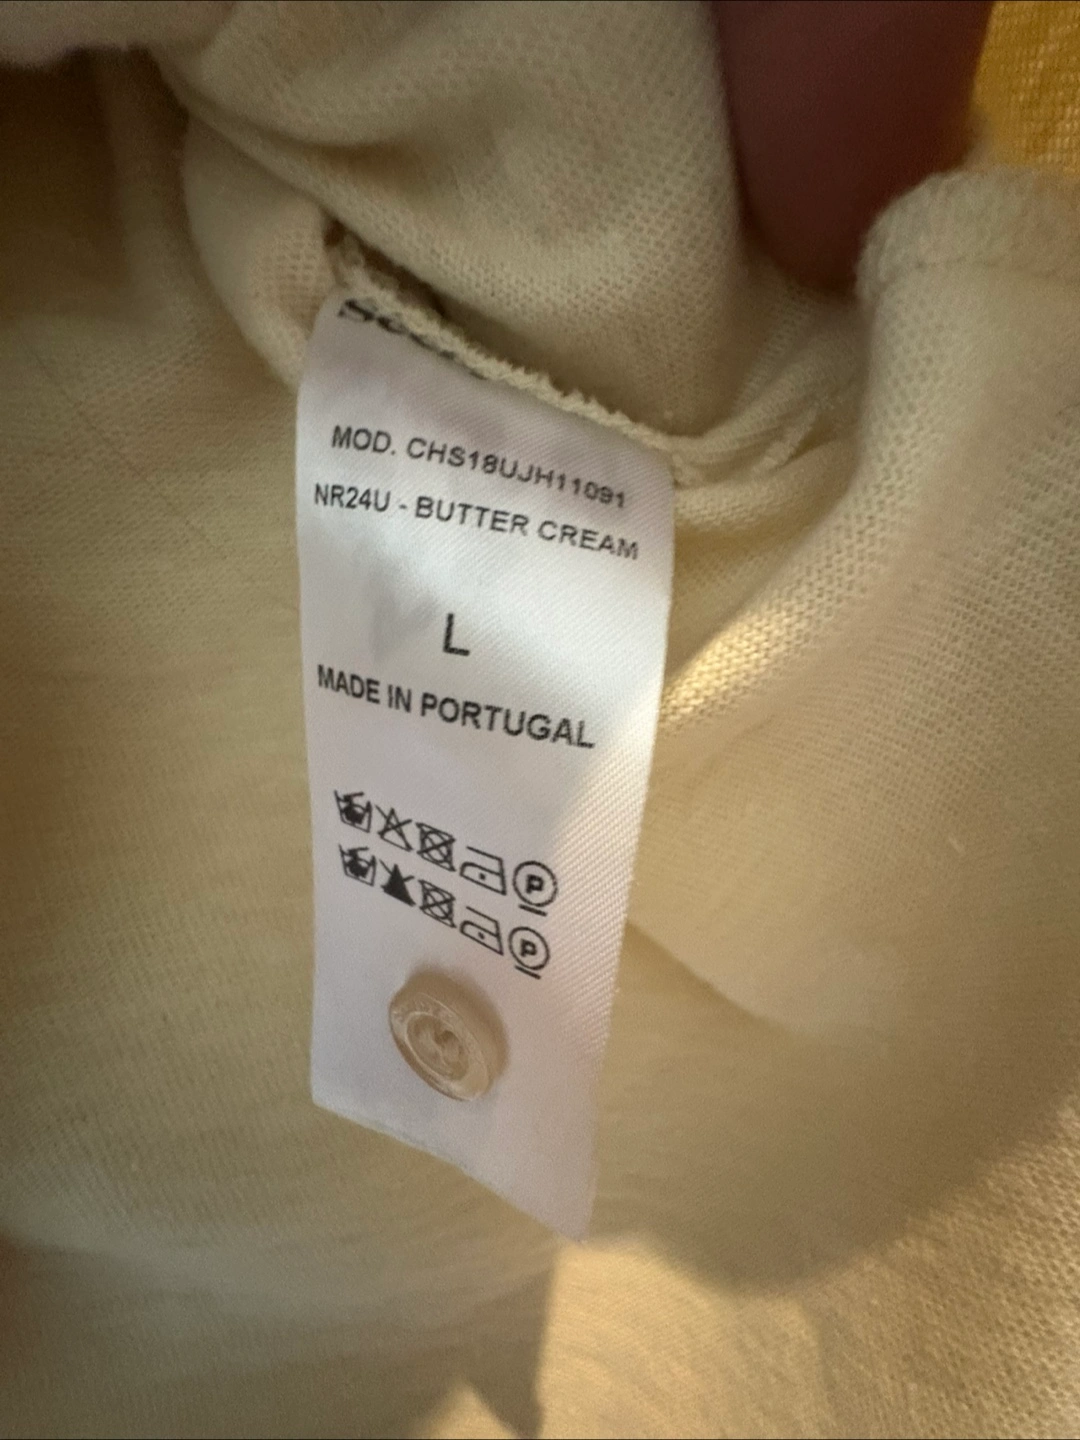 MOD. CHS18UJH11091
NR24U - BUTTER CREAM
L
MADE IN PORTUGAL
P
P